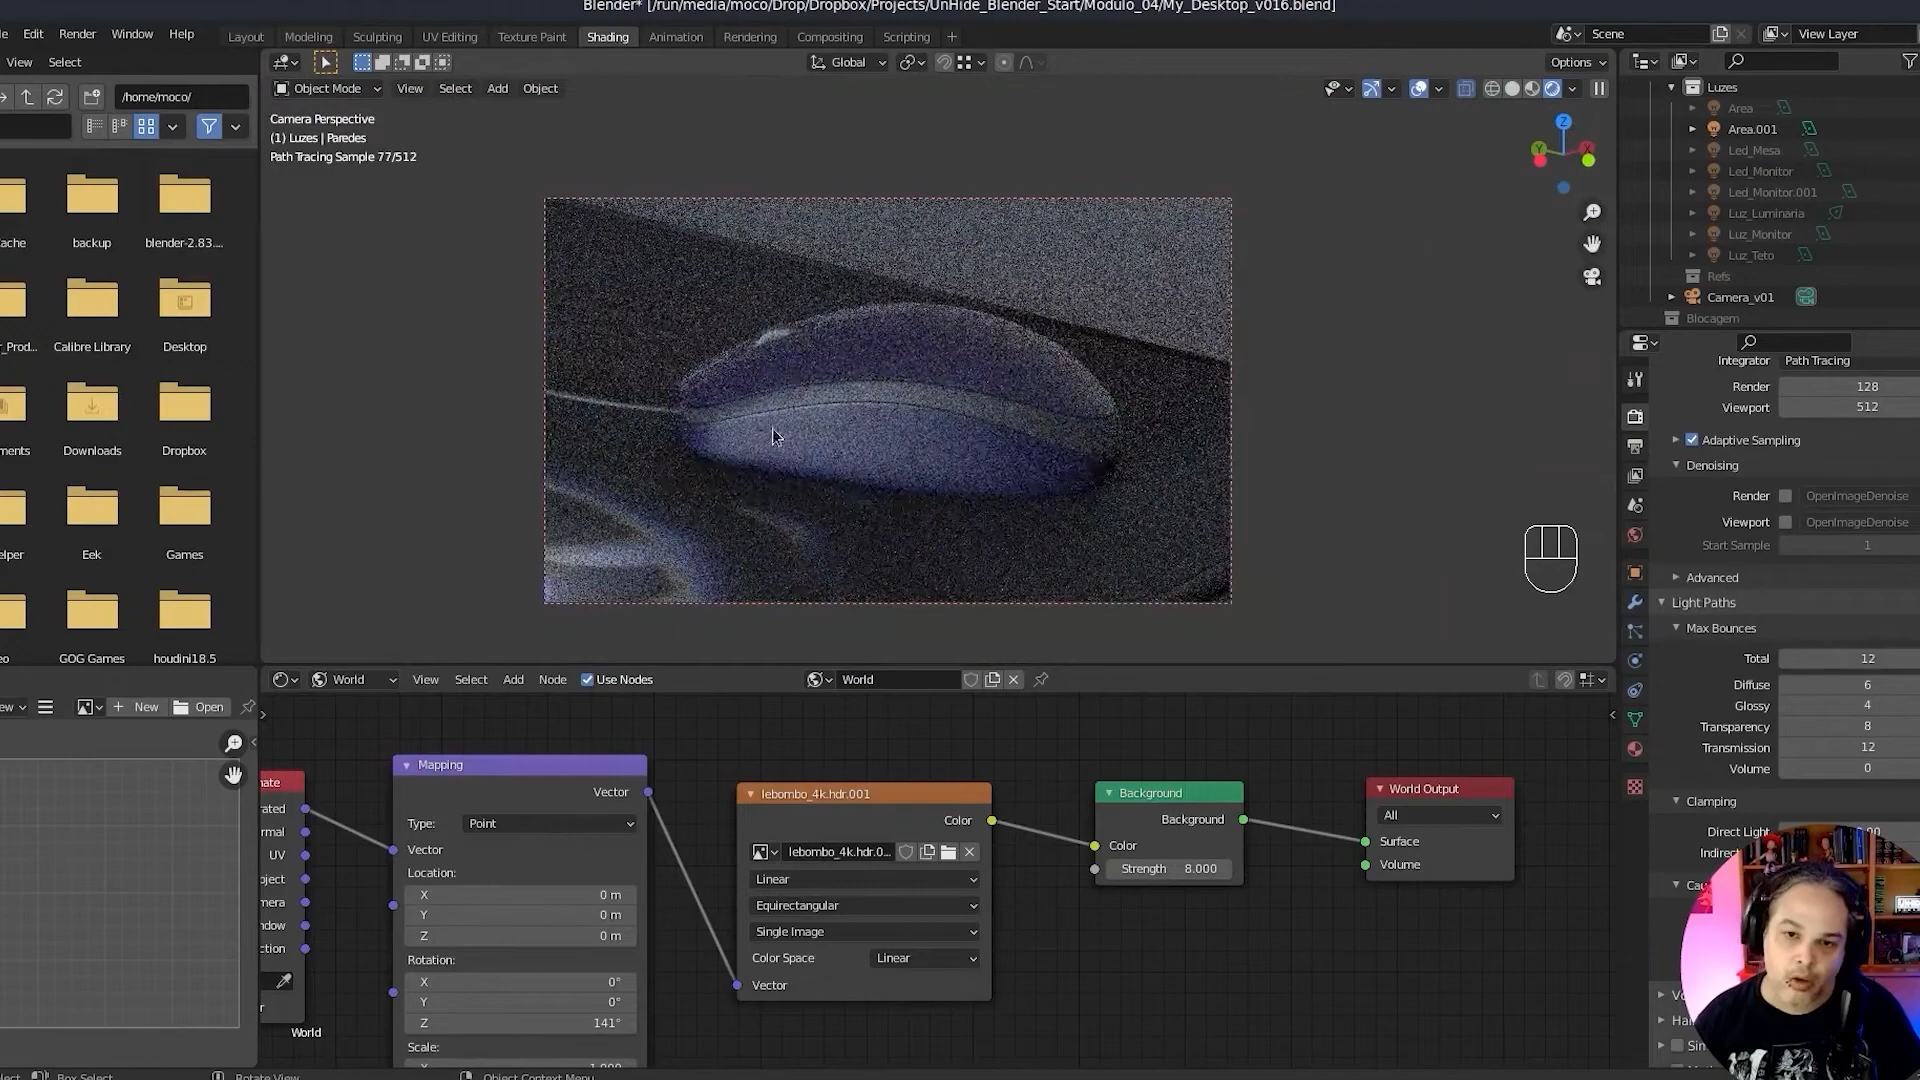 Blender* [/run/media/moco/Drop/Dropbox/Projects/UnHide_Blender_Start/Modulo_04/My_Desktop_v016.blend]
Edit Render Window Help
Layout Modeling Sculpting UV Editing Texture Paint Shading Animation Rendering Compositing Scripting +
Scene
View Layer
View Select
Global
Options
/home/moco/
Object Mode View Select Add Object
Camera Perspective
(1) Luzes | Paredes
Path Tracing Sample 77/512
Z
Y
X
backup
blender-2.83....
Calibre Library
Desktop
Downloads
Dropbox
Eek
Games
GOG Games
houdini18.5
Luzes
Area
Area.001
Led_Mesa
Led_Monitor
Led_Monitor.001
Luz_Luminaria
Luz_Monitor
Luz_Teto
Refs
Camera_v01
Blocagem
Integrator Path Tracing
Render 128
Viewport 512
Adaptive Sampling
Denoising
Render OpenImageDenoise
Viewport OpenImageDenoise
Start Sample 1
Advanced
Light Paths
Max Bounces
Total 12
Diffuse 6
Glossy 4
Transparency 8
Transmission 12
Volume 0
Clamping
Direct Light
World View Select Add Node Use Nodes
World
New Open
UV
World
Mapping
Vector
Type: Point
Vector
Location:
X 0 m
Y 0 m
Z 0 m
Rotation:
X 0°
Y 0°
Z 141°
Scale:
lebombo_4k.hdr.001
Color
lebombo_4k.hdr.0...
Linear
Equirectangular
Single Image
Color Space Linear
Vector
Background
Background
Color
Strength 8.000
World Output
All
Surface
Volume
Box Select
Rotate View
Object Context Menu